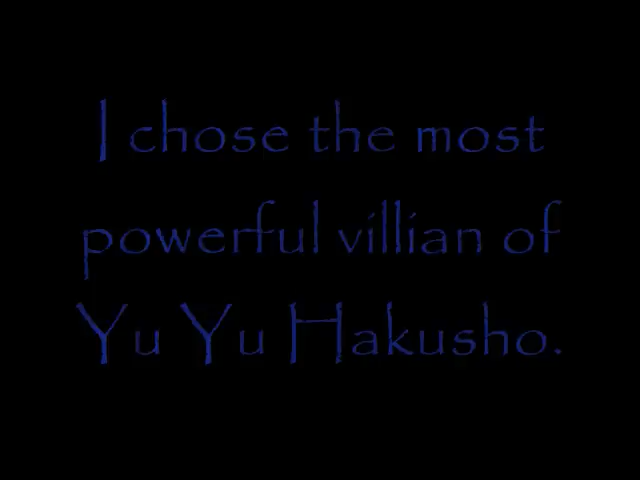 I chose the most
powerful villian of
Yu Yu Hakusho.